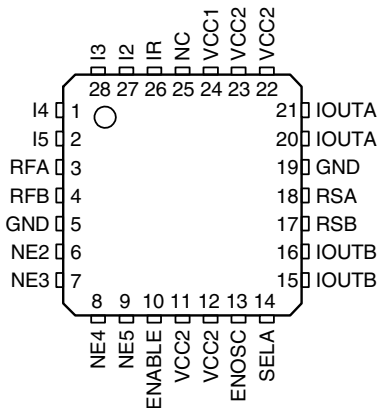 I3
I2
IR
NC
VCC1
VCC2
VCC2
28 27 26 25 24 23 22
I4 1
I5 2
RFA 3
RFB 4
GND 5
NE2 6
NE3 7
21 IOUTA
20 IOUTA
19 GND
18 RSA
17 RSB
16 IOUTB
15 IOUTB
8 9 10 11 12 13 14
NE4
NE5
ENABLE
VCC2
VCC2
ENOSC
SELA